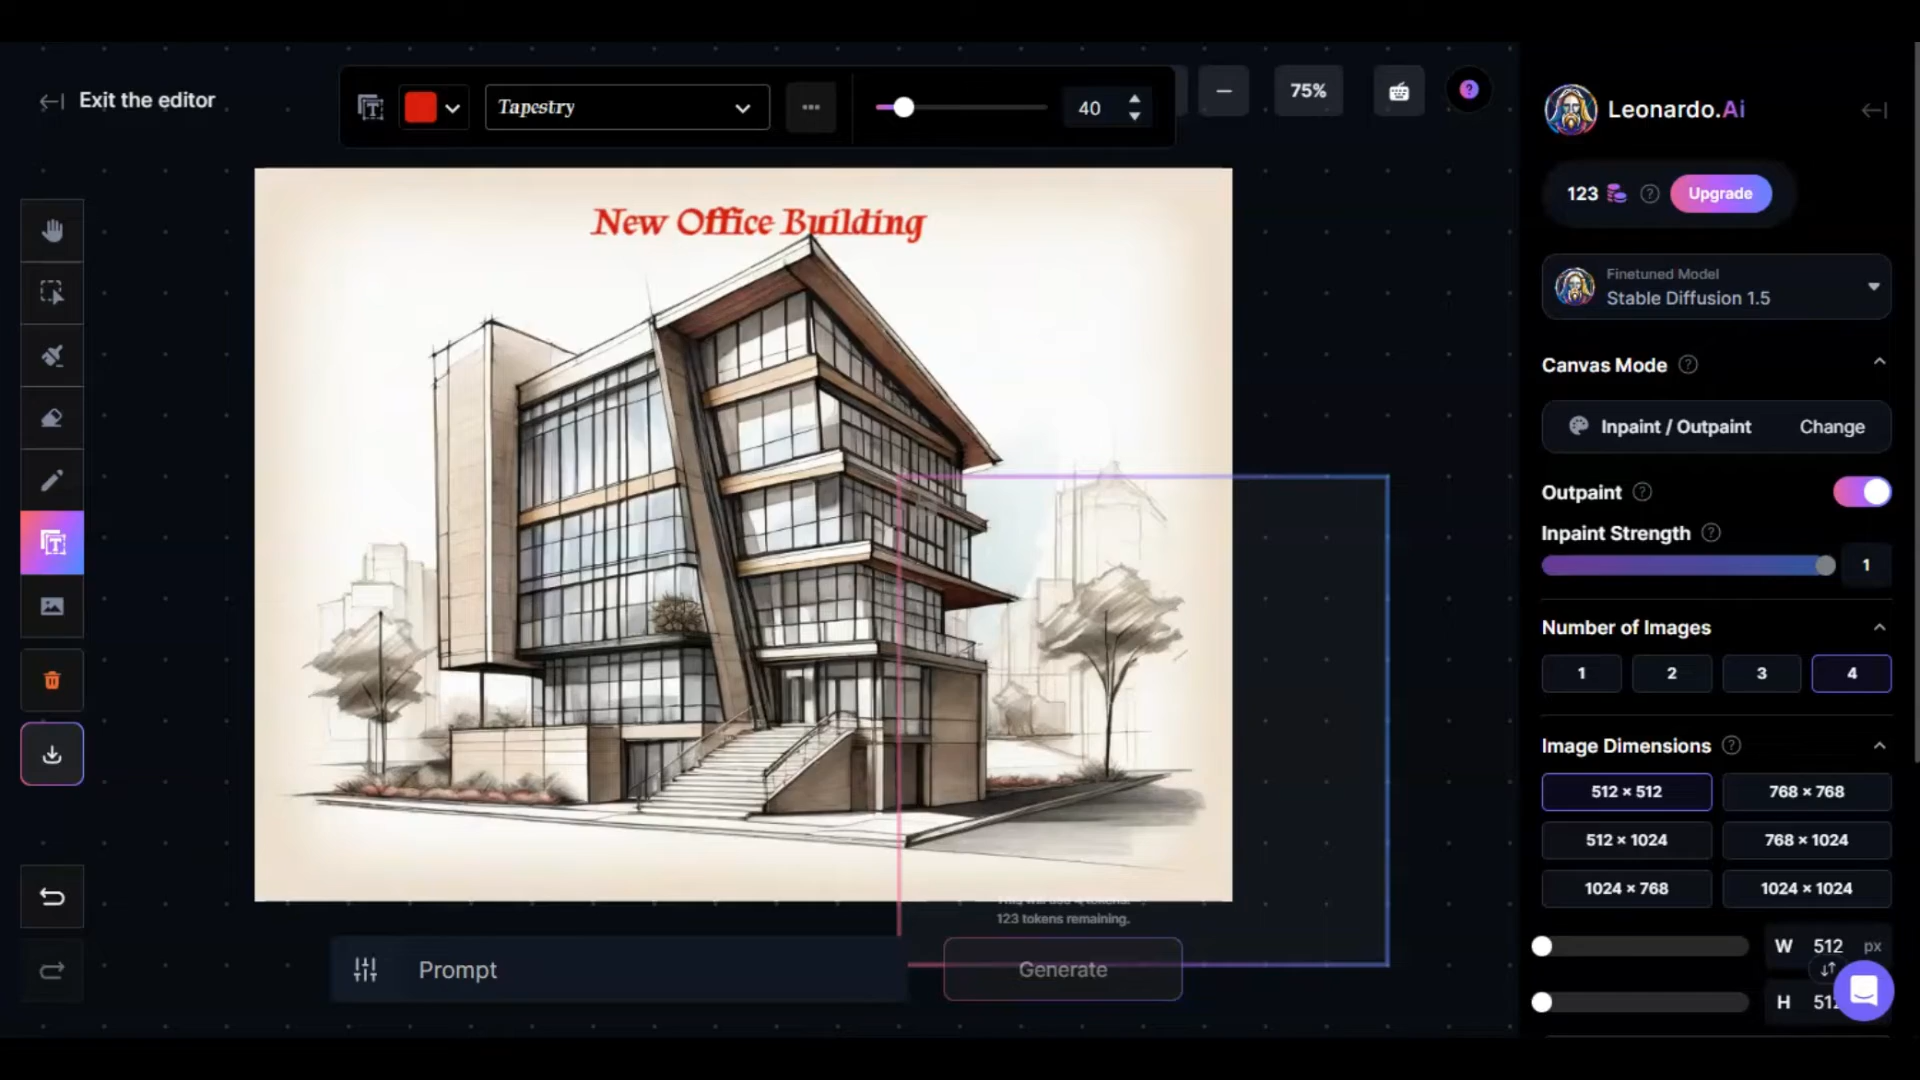 Exit the editor
Tapestry
40
75%
Leonardo.Ai
123
Upgrade
Finetuned Model
Stable Diffusion 1.5
Canvas Mode
Inpaint / Outpaint
Change
Outpaint
Inpaint Strength
1
Number of Images
1
2
3
4
Image Dimensions
512 × 512
768 × 768
512 × 1024
768 × 1024
1024 × 768
1024 × 1024
W 512 px
H
New Office Building
123 tokens remaining.
Prompt
Generate